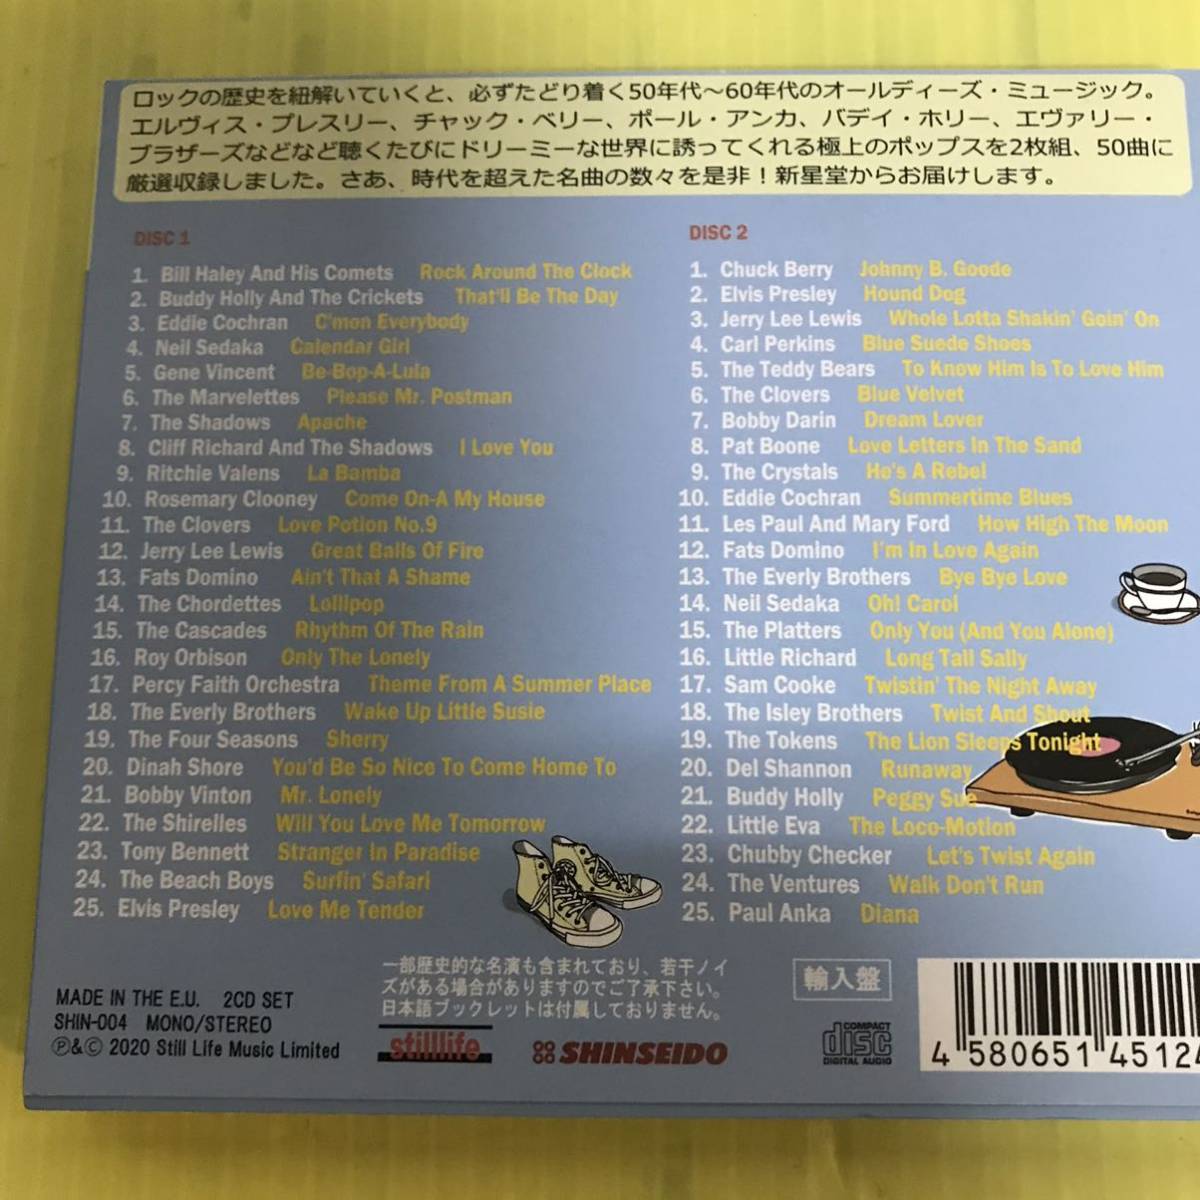 ロックの歴史を紐解いていくと、必ずたどり着く50年代～60年代のオールディーズ・ミュージック。
エルヴィス・プレスリー、チャック・ベリー、ポール・アンカ、バディ・ホリー、エヴァリー・
ブラザーズなどなど聴くたびにドリーミーな世界に誘ってくれる極上のポップスを2枚組、50曲に
厳選収録しました。さあ、時代を超えた名曲の数々を是非！新星堂からお届けします。
DISC 1
1. Bill Haley And His Comets Rock Around The Clock
2. Buddy Holly And The Crickets That'll Be The Day
3. Eddie Cochran C'mon Everybody
4. Neil Sedaka Calendar Girl
5. Gene Vincent Be-Bop-A-Lula
6. The Marvelettes Please Mr. Postman
7. The Shadows Apache
8. Cliff Richard And The Shadows I Love You
9. Ritchie Valens La Bamba
10. Rosemary Clooney Come On-A My House
11. The Clovers Love Potion No.9
12. Jerry Lee Lewis Great Balls Of Fire
13. Fats Domino Ain't That A Shame
14. The Chordettes Lollipop
15. The Cascades Rhythm Of The Rain
16. Roy Orbison Only The Lonely
17. Percy Faith Orchestra Theme From A Summer Place
18. The Everly Brothers Wake Up Little Susie
19. The Four Seasons Sherry
20. Dinah Shore You'd Be So Nice To Come Home To
21. Bobby Vinton Mr. Lonely
22. The Shirelles Will You Love Me Tomorrow
23. Tony Bennett Stranger In Paradise
24. The Beach Boys Surfin' Safari
25. Elvis Presley Love Me Tender
DISC 2
1. Chuck Berry Johnny B. Goode
2. Elvis Presley Hound Dog
3. Jerry Lee Lewis Whole Lotta Shakin' Goin' On
4. Carl Perkins Blue Suede Shoes
5. The Teddy Bears To Know Him Is To Love Him
6. The Clovers Blue Velvet
7. Bobby Darin Dream Lover
8. Pat Boone Love Letters In The Sand
9. The Crystals He's A Rebel
10. Eddie Cochran Summertime Blues
11. Les Paul And Mary Ford How High The Moon
12. Fats Domino I'm In Love Again
13. The Everly Brothers Bye Bye Love
14. Neil Sedaka Oh! Carol
15. The Platters Only You (And You Alone)
16. Little Richard Long Tall Sally
17. Sam Cooke Twistin' The Night Away
18. The Isley Brothers Twist And Shout
19. The Tokens The Lion Sleeps Tonight
20. Del Shannon Runaway
21. Buddy Holly Peggy Sue
22. Little Eva The Loco-Motion
23. Chubby Checker Let's Twist Again
24. The Ventures Walk Don't Run
25. Paul Anka Diana
MADE IN THE E.U. 2CD SET
SHIN-004 MONO/STEREO
Ⓟ&© 2020 Still Life Music Limited
一部歴史的な名演も含まれており、若干ノイ
ズがある場合がありますのでご了承下さい。
日本語ブックレットは付属しておりません。
stilllife
SHINSEIDO
輸入盤
COMPACT
disc
DIGITAL AUDIO
4 580651 45124